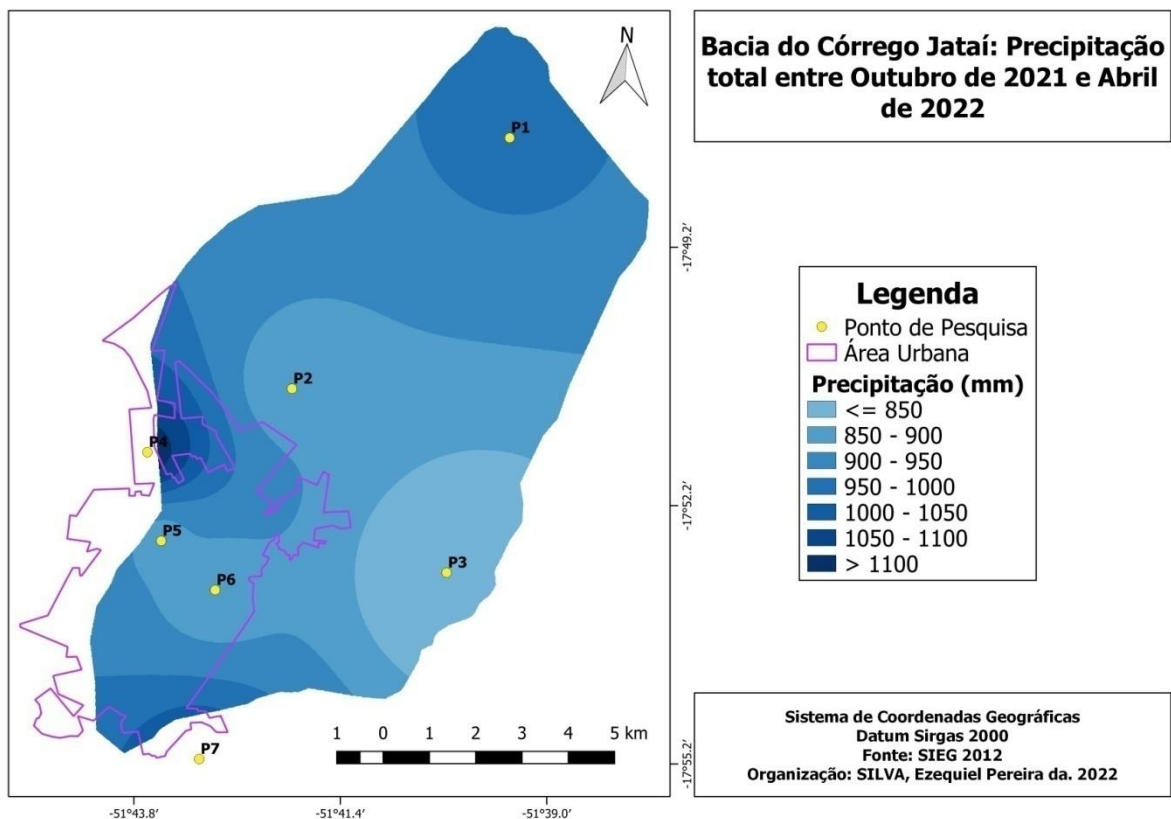 Bacia do Córrego Jataí: Precipitação
total entre Outubro de 2021 e Abril
de 2022
N
P1
P2
P4
P5
P3
P6
P7
-17°49.2'
-17°52.2'
-17°55.2'
1 0 1 2 3 4 5 km
-51°43.8' -51°41.4' -51°39.0'
Legenda
Ponto de Pesquisa
Área Urbana
Precipitação (mm)
<= 850
850 - 900
900 - 950
950 - 1000
1000 - 1050
1050 - 1100
> 1100
Sistema de Coordenadas Geográficas
Datum Sirgas 2000
Fonte: SIEG 2012
Organização: SILVA, Ezequiel Pereira da. 2022